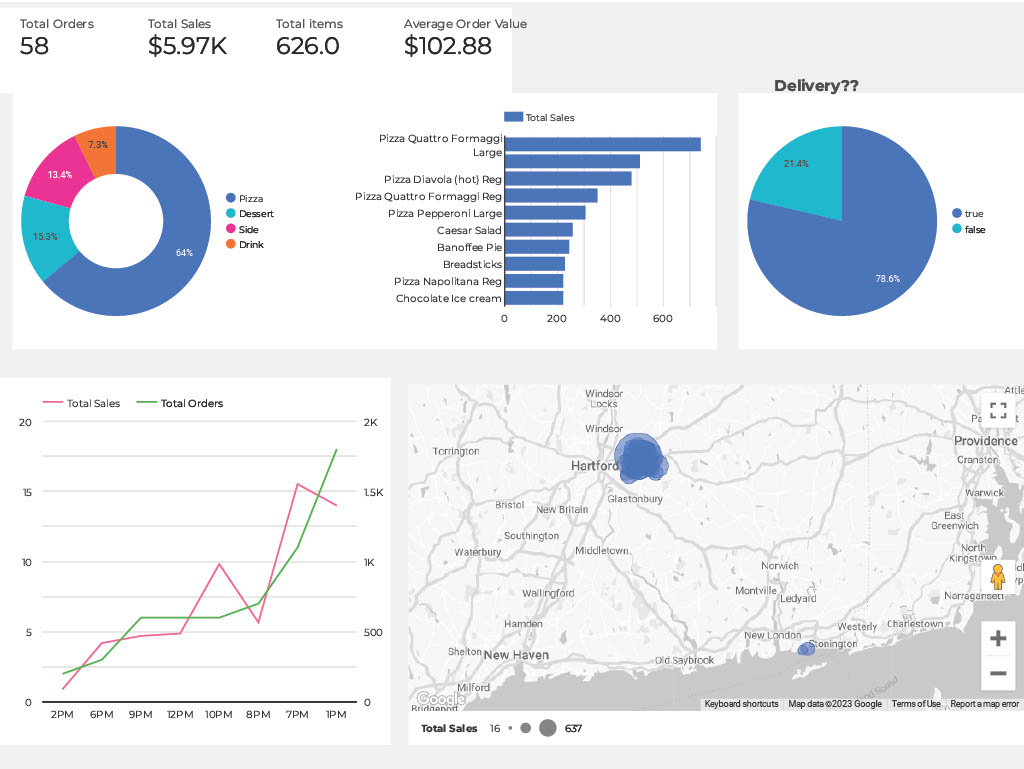 Total Orders
58
Total Sales
$5.97K
Total items
626.0
Average Order Value
$102.88
Delivery??
7.3%
13.4%
15.3%
64%
Pizza
Dessert
Side
Drink
Total Sales
Pizza Quattro Formaggi
Large
Pizza Diavola (hot) Reg
Pizza Quattro Formaggi Reg
Pizza Pepperoni Large
Caesar Salad
Banoffee Pie
Breadsticks
Pizza Napolitana Reg
Chocolate Ice cream
0 200 400 600
21.4%
78.6%
true
false
Total Sales Total Orders
20 2K
15 1.5K
10 1K
5 500
0 0
2PM 6PM 9PM 12PM 10PM 8PM 7PM 1PM
Windsor
Locks
Windsor
Torrington
Hartford
Glastonbury
Bristol
New Britain
Southington
Waterbury
Middletown
Wallingford
Norwich
Montville
Ledyard
Hamden
New London
Westerly
Charlestown
Stonington
Shelton
New Haven
Old Saybrook
Milford
Bridgeport
Providence
Cranston
Warwick
East
Greenwich
North
Kingstown
Narragansett
Google
Keyboard shortcuts Map data ©2023 Google Terms of Use Report a map error
Total Sales 16 637